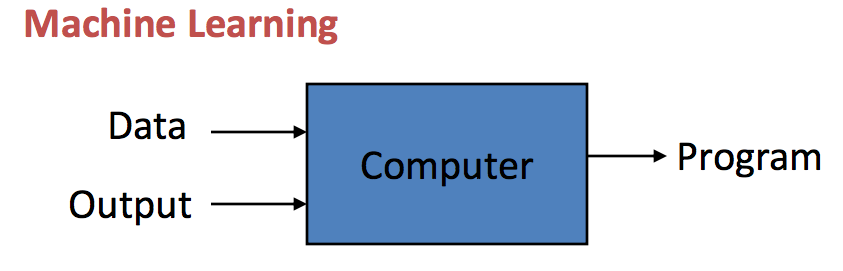 Machine Learning
Data
Computer
Program
Output